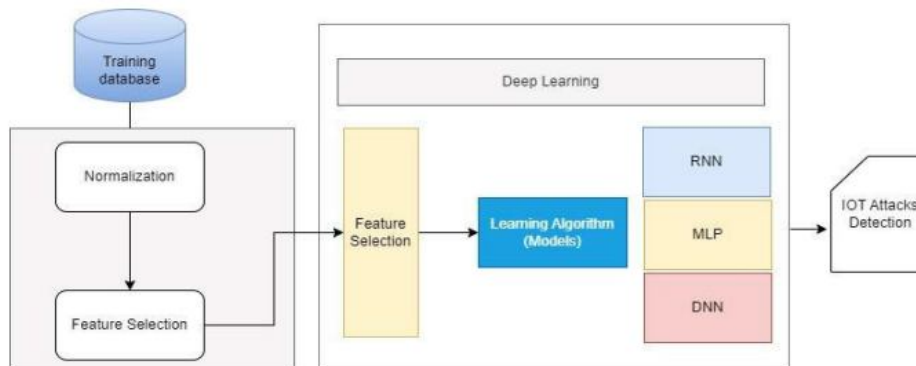 Training
database
Normalization
Feature Selection
Deep Learning
Feature
Selection
Learning Algorithm
(Models)
RNN
MLP
DNN
IOT Attacks
Detection